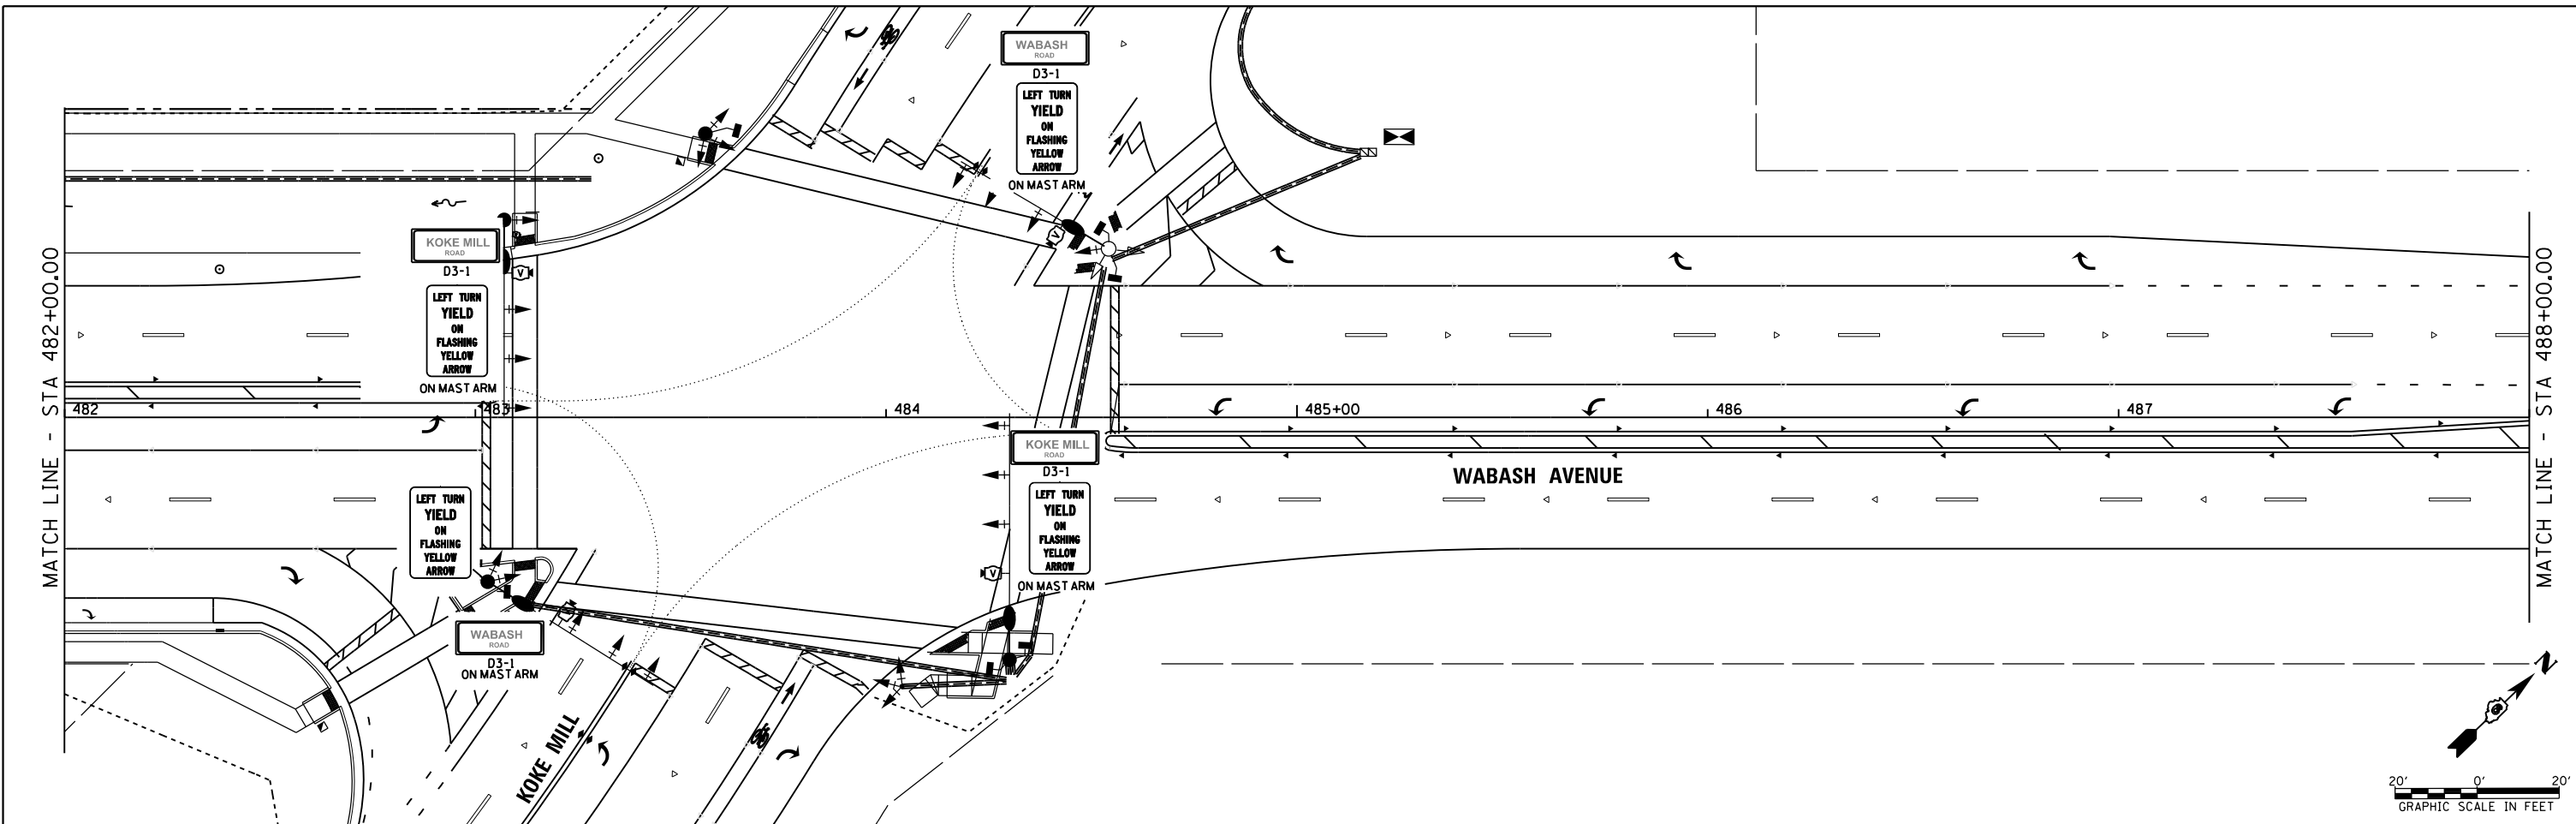 WABASH
ROAD
D3-1
LEFT TURN
YIELD
ON
FLASHING
YELLOW
ARROW
ON MAST ARM
V
KOKE MILL
ROAD
D3-1
V
LEFT TURN
YIELD
ON
FLASHING
YELLOW
ARROW
ON MAST ARM
MATCH LINE - STA 482+00.00
MATCH LINE - STA 488+00.00
482
483
484
485+00
486
487
KOKE MILL
ROAD
D3-1
LEFT TURN
YIELD
ON
FLASHING
YELLOW
ARROW
V
ON MAST ARM
WABASH AVENUE
LEFT TURN
YIELD
ON
FLASHING
YELLOW
ARROW
WABASH
ROAD
D3-1
ON MAST ARM
KOKE MILL
N
20' 0' 20'
GRAPHIC SCALE IN FEET